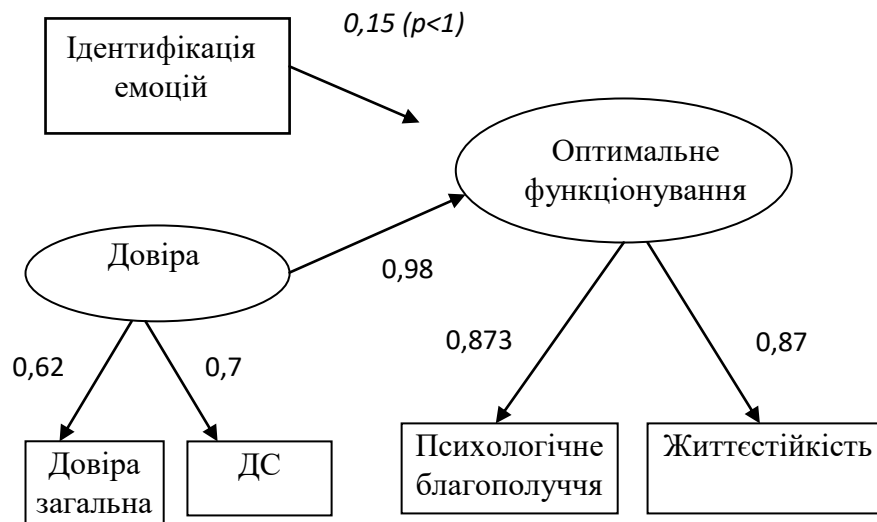 0,15 (p<1)
Ідентифікація
емоцій
Оптимальне
функціонування
Довіра
0,98
0,62
0,7
0,873
0,87
Довіра
загальна
ДС
Психологічне
благополуччя
Життєстійкість